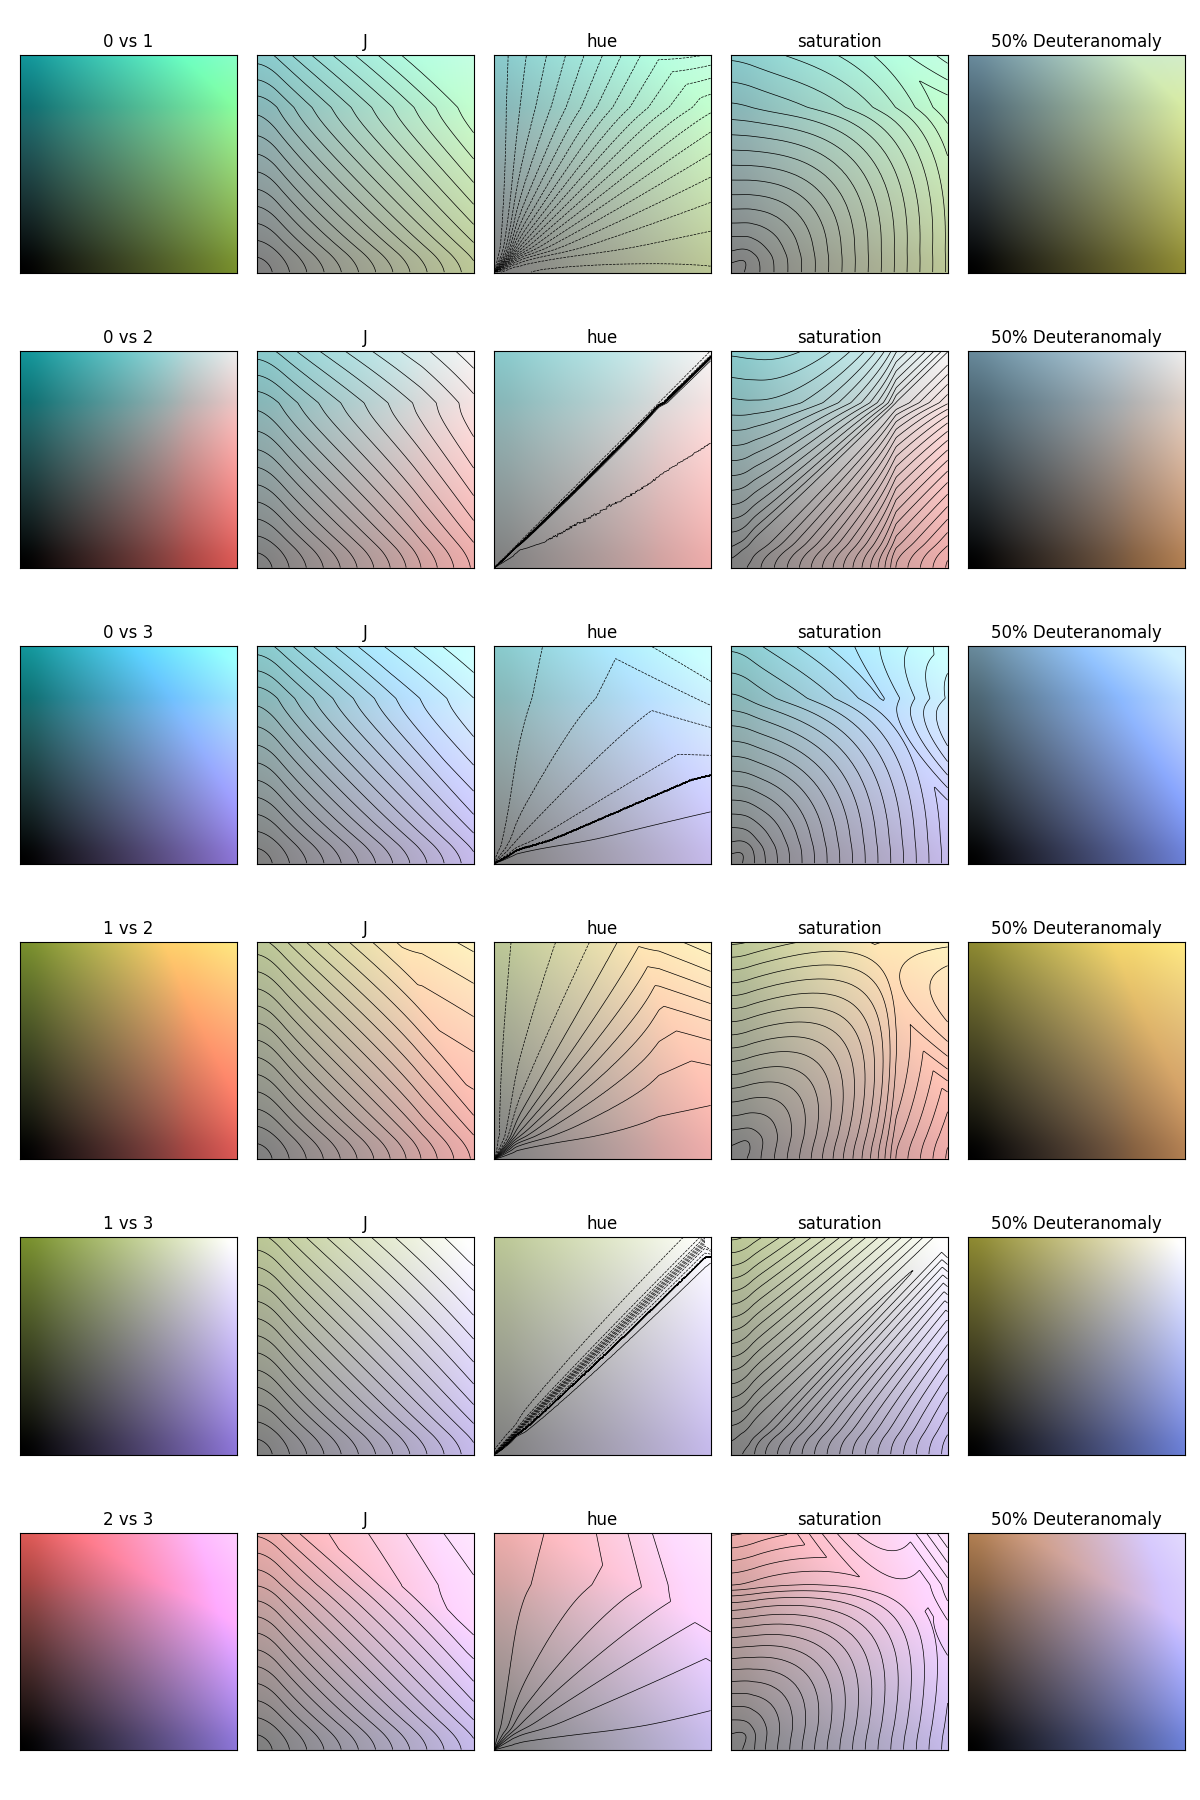 0 vs 1 J hue saturation 50% Deuteranomaly
0 vs 2 J hue saturation 50% Deuteranomaly
0 vs 3 J hue saturation 50% Deuteranomaly
1 vs 2 J hue saturation 50% Deuteranomaly
1 vs 3 J hue saturation 50% Deuteranomaly
2 vs 3 J hue saturation 50% Deuteranomaly